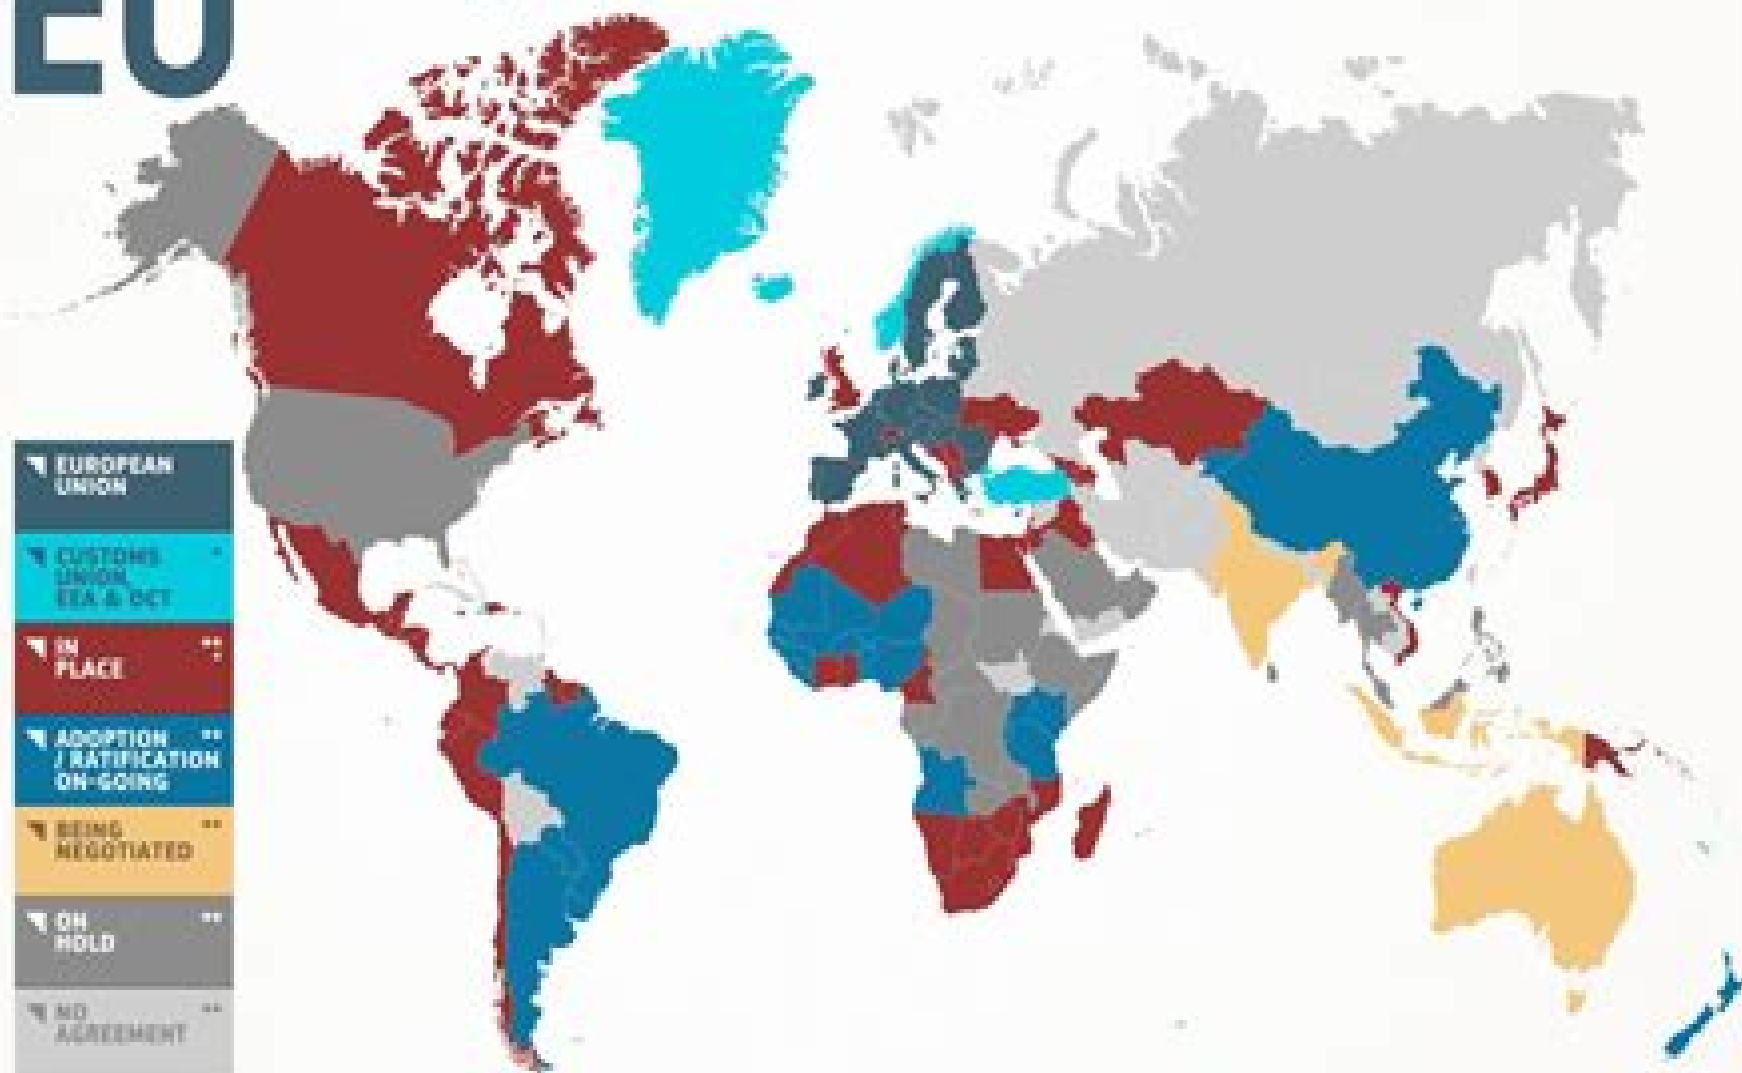 EU
EUROPEAN
UNION
CUSTOMS
UNION,
EEA & OCT
IN
PLACE
ADOPTION
/ RATIFICATION
ON-GOING
BEING
NEGOTIATED
ON
HOLD
NO
AGREEMENT